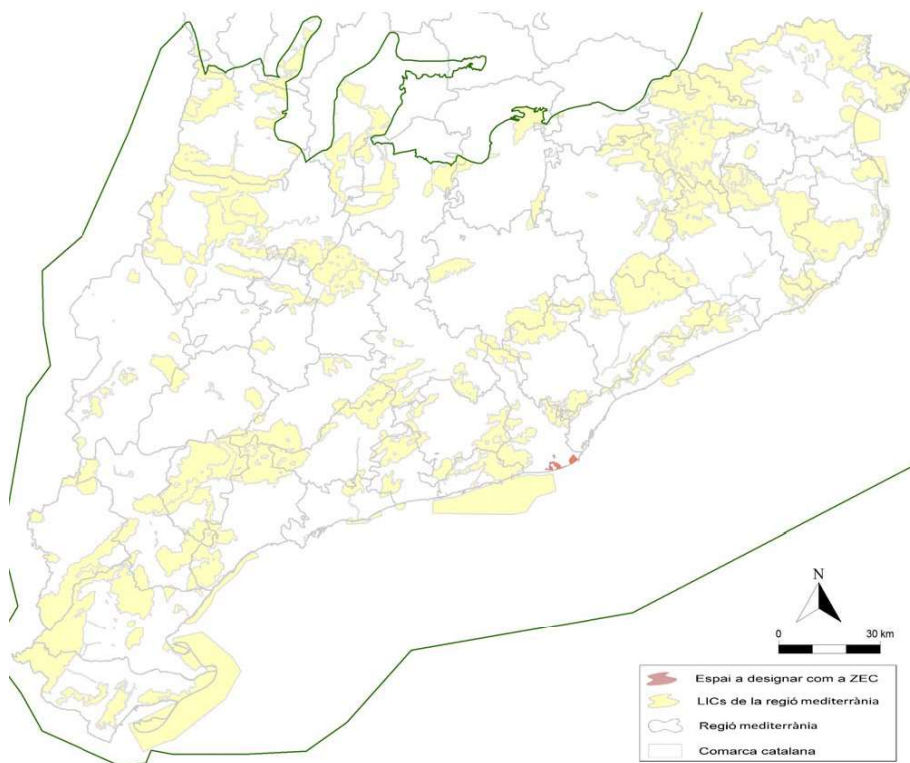 N
0 30 km
Espai a designar com a ZEC
LICs de la regió mediterrània
Regió mediterrània
Comarca catalana